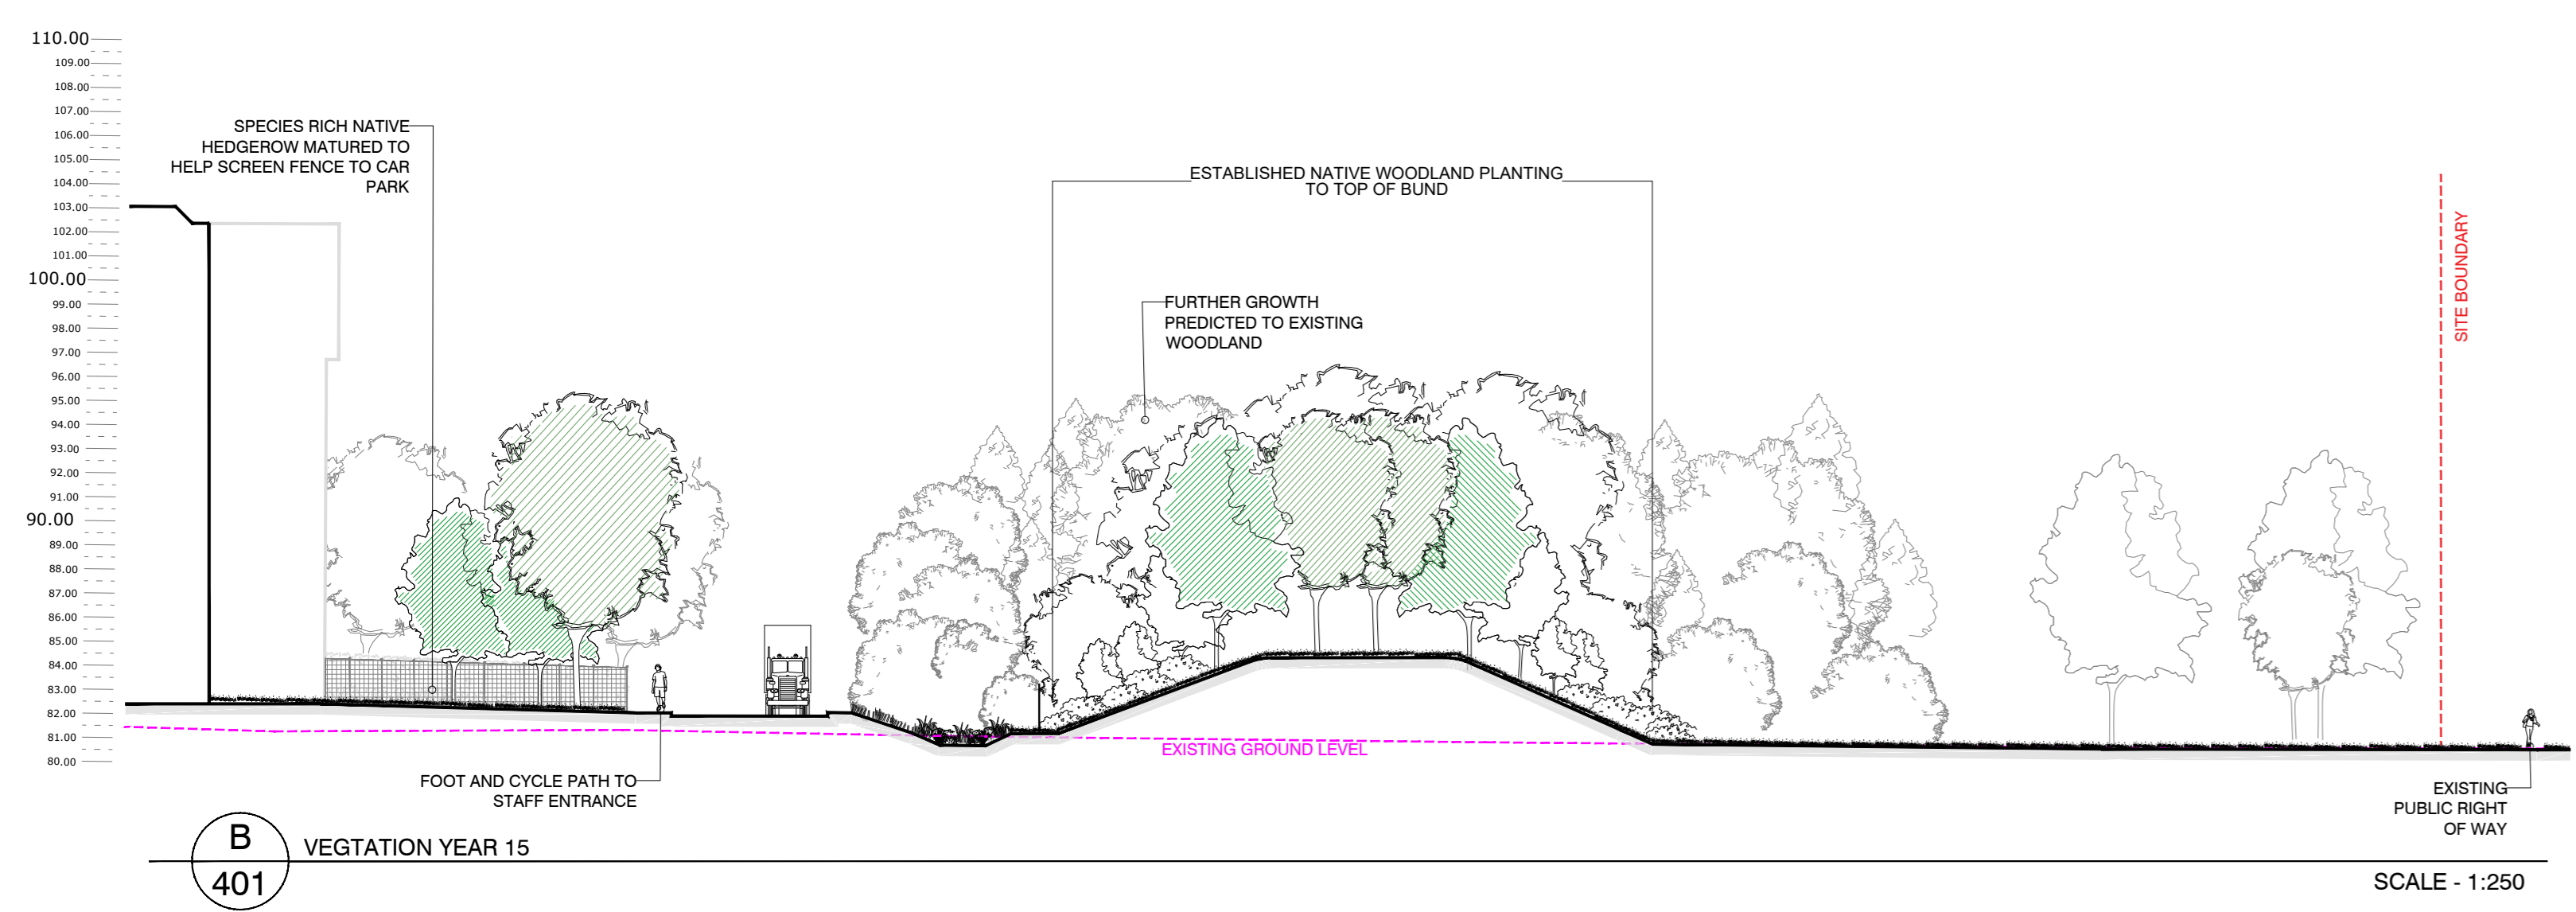 110.00
109.00
108.00
107.00
106.00
105.00
104.00
103.00
102.00
101.00
100.00
99.00
98.00
97.00
96.00
95.00
94.00
93.00
92.00
91.00
90.00
89.00
88.00
87.00
86.00
85.00
84.00
83.00
82.00
81.00
80.00
SPECIES RICH NATIVE
HEDGEROW MATURED TO
HELP SCREEN FENCE TO CAR
PARK
ESTABLISHED NATIVE WOODLAND PLANTING
TO TOP OF BUND
FURTHER GROWTH
PREDICTED TO EXISTING
WOODLAND
SITE BOUNDARY
EXISTING GROUND LEVEL
FOOT AND CYCLE PATH TO
STAFF ENTRANCE
EXISTING
PUBLIC RIGHT
OF WAY
B
401
VEGTATION YEAR 15
SCALE - 1:250